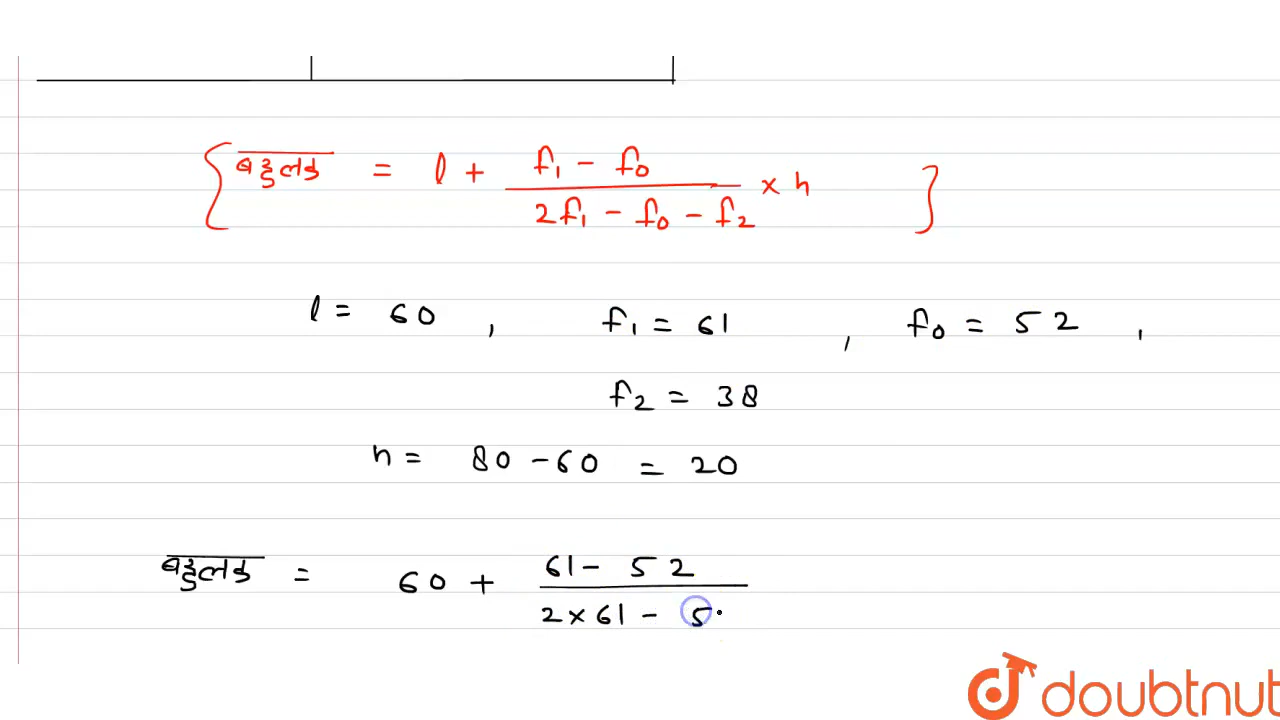 { बहुलक = l + (f₁ - f₀) / (2f₁ - f₀ - f₂) × h }
l = 60 , f₁ = 61 , f₀ = 52 ,
f₂ = 38
h = 80 - 60 = 20
बहुलक = 60 + (61 - 52) / (2 × 61 - 5
doubtnut